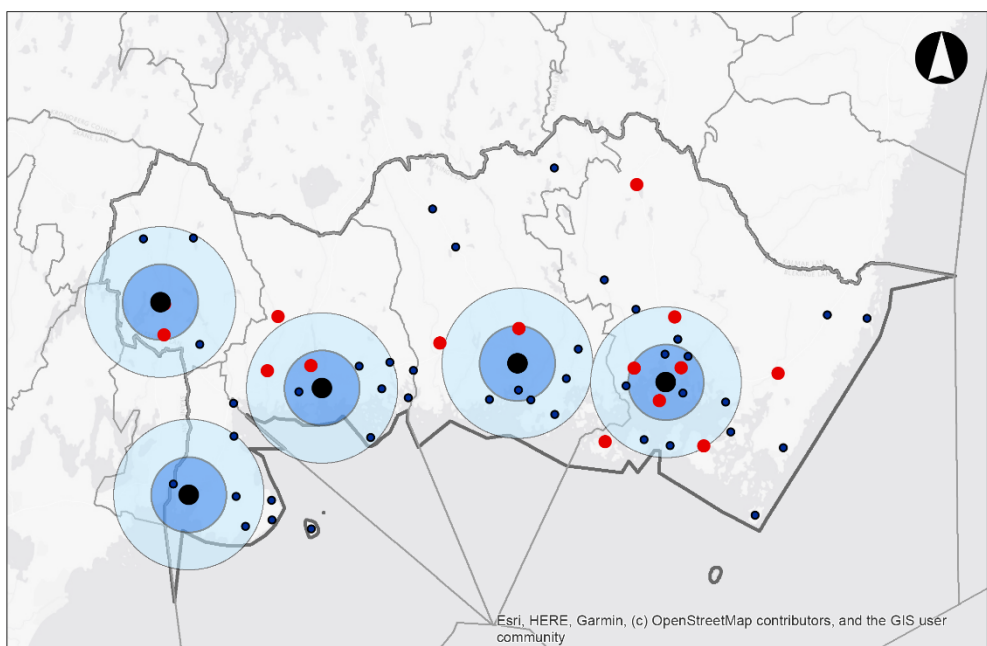 Esri, HERE, Garmin, (c) OpenStreetMap contributors, and the GIS user
community